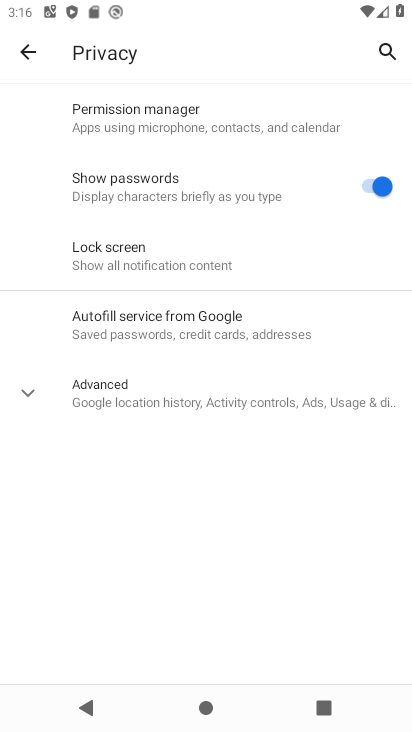 3:16
Privacy
Permission manager
Apps using microphone, contacts, and calendar
Show passwords
Display characters briefly as you type
Lock screen
Show all notification content
Autofill service from Google
Saved passwords, credit cards, addresses
Advanced
Google location history, Activity controls, Ads, Usage & di..